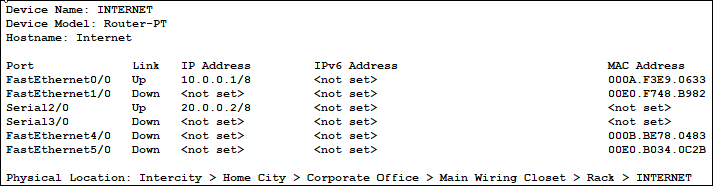 Device Name: INTERNET
Device Model: Router-PT
Hostname: Internet
Port Link IP Address IPv6 Address MAC Address
FastEthernet0/0 Up 10.0.0.1/8 <not set> 000A.F3E9.0633
FastEthernet1/0 Down <not set> <not set> 00E0.F748.B982
Serial2/0 Up 20.0.0.2/8 <not set> <not set>
Serial3/0 Down <not set> <not set> <not set>
FastEthernet4/0 Down <not set> <not set> 000B.BE78.0483
FastEthernet5/0 Down <not set> <not set> 00E0.B034.0C2B
Physical Location: Intercity > Home City > Corporate Office > Main Wiring Closet > Rack > INTERNET